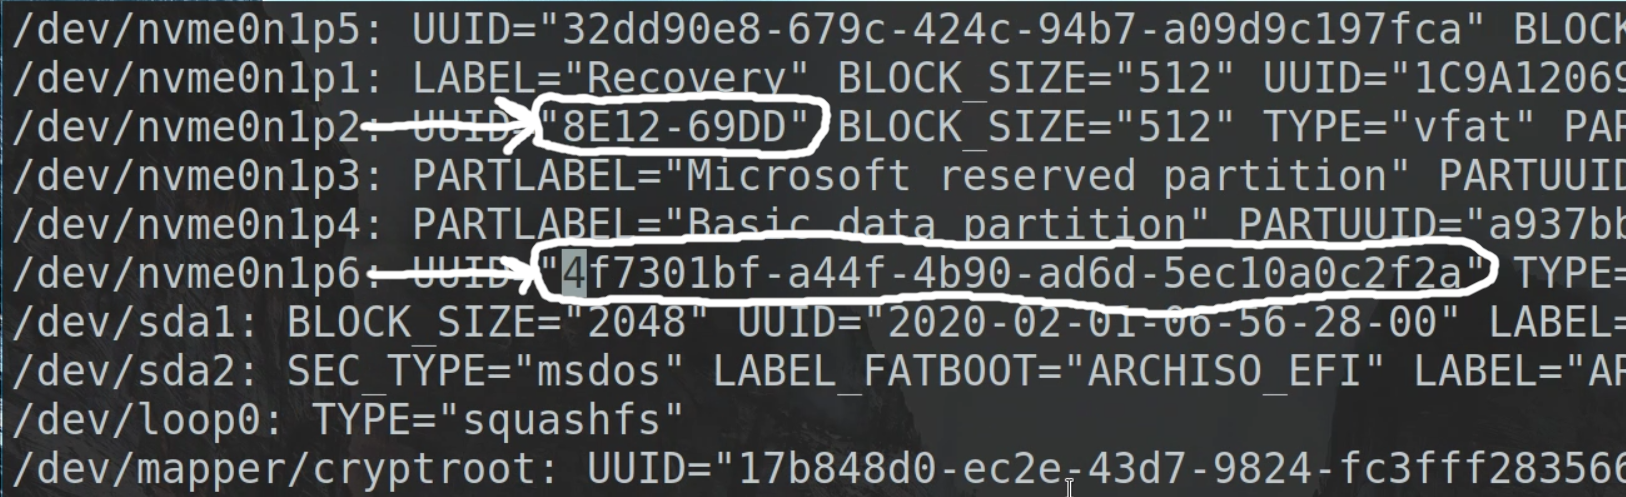 /dev/nvme0n1p5: UUID="32dd90e8-679c-424c-94b7-a09d9c197fca" BLOCK
/dev/nvme0n1p1: LABEL="Recovery" BLOCK_SIZE="512" UUID="1C9A12069
/dev/nvme0n1p2: UUID="8E12-69DD" BLOCK_SIZE="512" TYPE="vfat" PAR
/dev/nvme0n1p3: PARTLABEL="Microsoft reserved partition" PARTUUID
/dev/nvme0n1p4: PARTLABEL="Basic data partition" PARTUUID="a937bb
/dev/nvme0n1p6: UUID="4f7301bf-a44f-4b90-ad6d-5ec10a0c2f2a" TYPE=
/dev/sda1: BLOCK_SIZE="2048" UUID="2020-02-01-06-56-28-00" LABEL=
/dev/sda2: SEC_TYPE="msdos" LABEL_FATBOOT="ARCHISO_EFI" LABEL="AR
/dev/loop0: TYPE="squashfs"
/dev/mapper/cryptroot: UUID="17b848d0-ec2e-43d7-9824-fc3fff283566